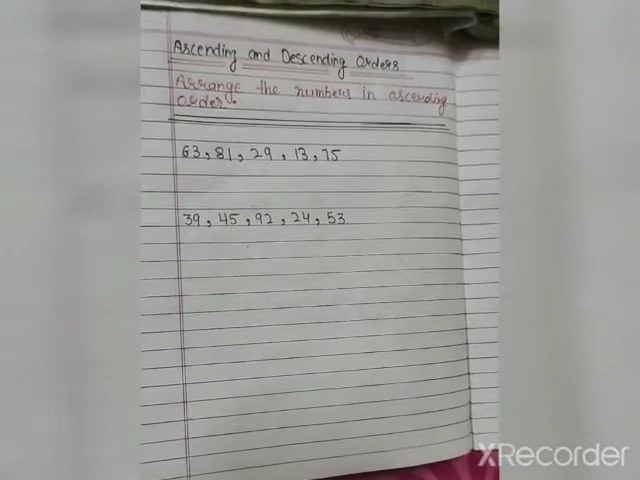 Ascending and Descending Orders
Arrange the numbers in ascending
order.
63, 81, 29, 13, 75
39, 45, 92, 24, 53
XRecorder